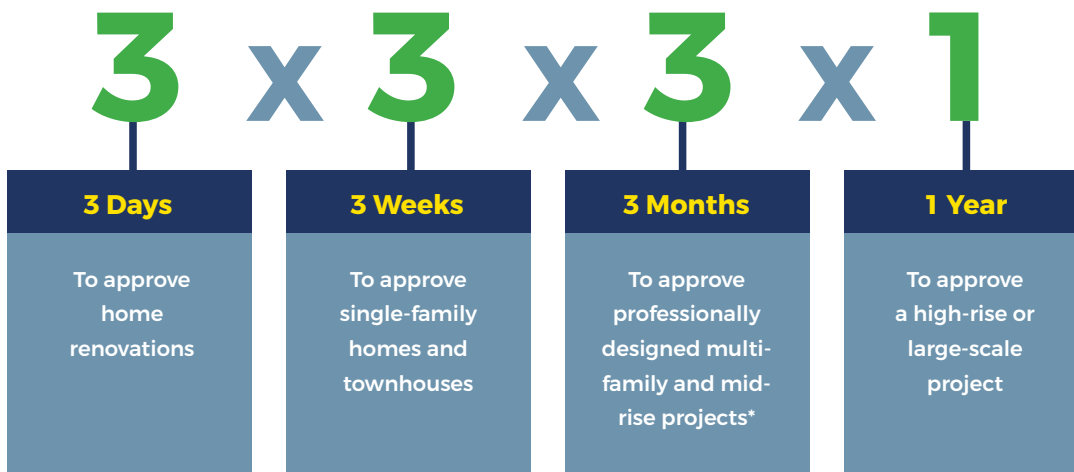 3 x 3 x 3 x 1
3 Days
To approve
home
renovations
3 Weeks
To approve
single-family
homes and
townhouses
3 Months
To approve
professionally
designed multi-
family and mid-
rise projects*
1 Year
To approve
a high-rise or
large-scale
project